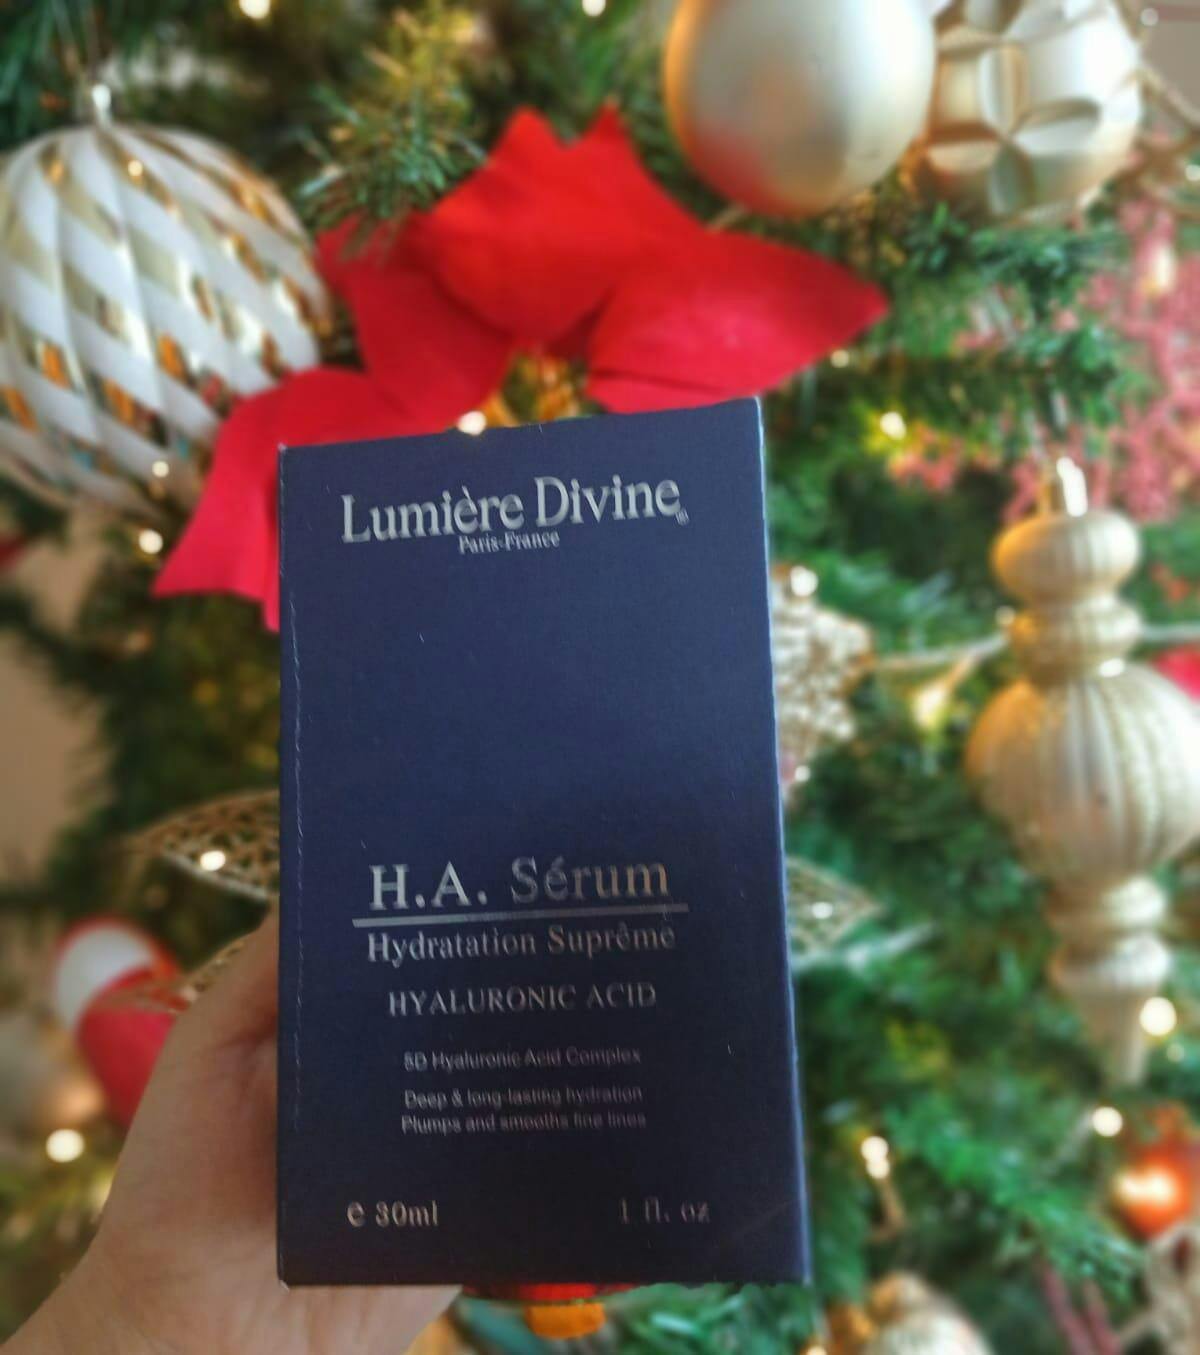 Lumière Divine®
Paris-France
H.A. Sérum
Hydratation Suprême
HYALURONIC ACID
8D Hyaluronic Acid Complex
Deep & long-lasting hydration
Plumps and smooths fine lines
℮ 30ml
1 fl. oz